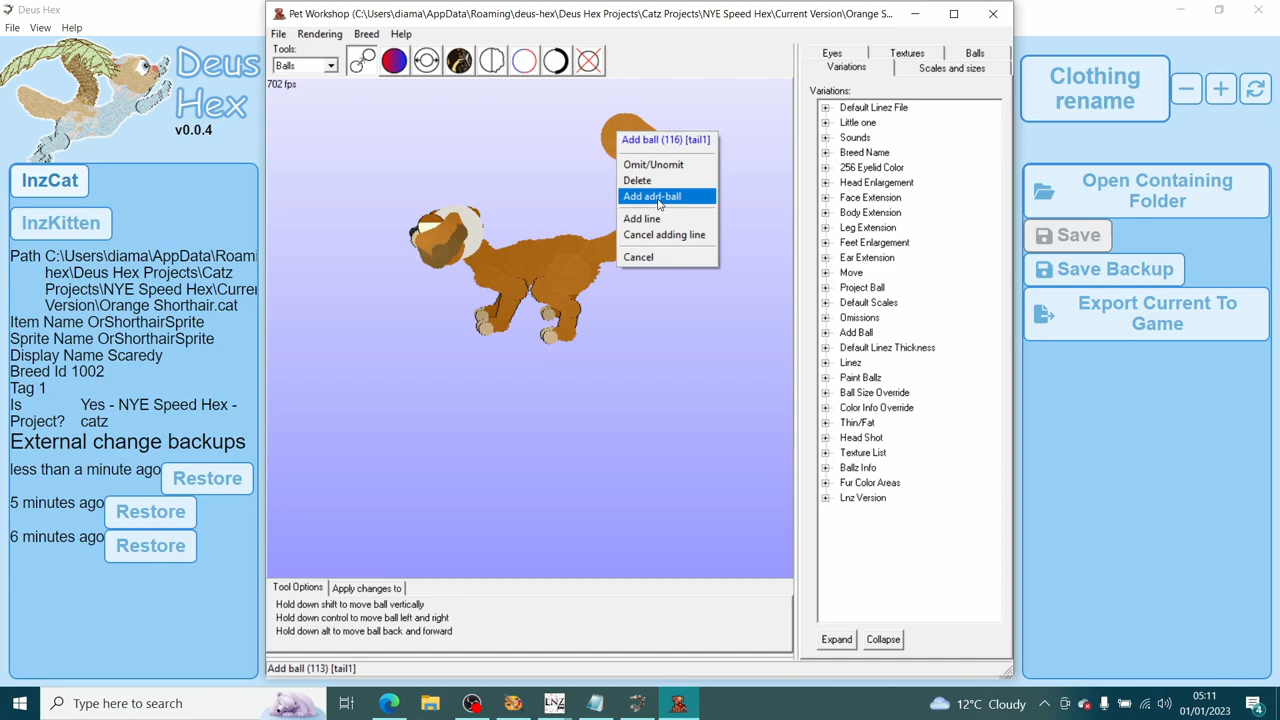 Deus Hex
File View Help
Deus
Hex
v0.0.4
lnzCat
lnzKitten
Path C:\Users\diama\AppData\Roaming\deus-
hex\Deus Hex Projects\Catz
Projects\NYE Speed Hex\Current
Version\Orange Shorthair.cat
Item Name OrShorthairSprite
Sprite Name OrShorthairSprite
Display Name Scaredy
Breed Id 1002
Tag 1
Is Project? Yes - NYE Speed Hex - catz
External change backups
less than a minute ago Restore
5 minutes ago Restore
6 minutes ago Restore
Pet Workshop (C:\Users\diama\AppData\Roaming\deus-hex\Deus Hex Projects\Catz Projects\NYE Speed Hex\Current Version\Orange S...
File Rendering Breed Help
Tools:
Balls
702 fps
Add ball (116) [tail1]
Omit/Unomit
Delete
Add add-ball
Add line
Cancel adding line
Cancel
Tool Options Apply changes to
Hold down shift to move ball vertically
Hold down control to move ball left and right
Hold down alt to move ball back and forward
Add ball (113) [tail1]
Eyes Textures Balls
Variations Scales and sizes
Variations:
Default Linez File
Little one
Sounds
Breed Name
256 Eyelid Color
Head Enlargement
Face Extension
Body Extension
Leg Extension
Feet Enlargement
Ear Extension
Move
Project Ball
Default Scales
Omissions
Add Ball
Default Linez Thickness
Linez
Paint Ballz
Ball Size Override
Color Info Override
Thin/Fat
Head Shot
Texture List
Ballz Info
Fur Color Areas
Lnz Version
Expand Collapse
Clothing
rename
Open Containing
Folder
Save
Save Backup
Export Current To
Game
Type here to search
LNZ
12°C Cloudy
05:11
01/01/2023
4